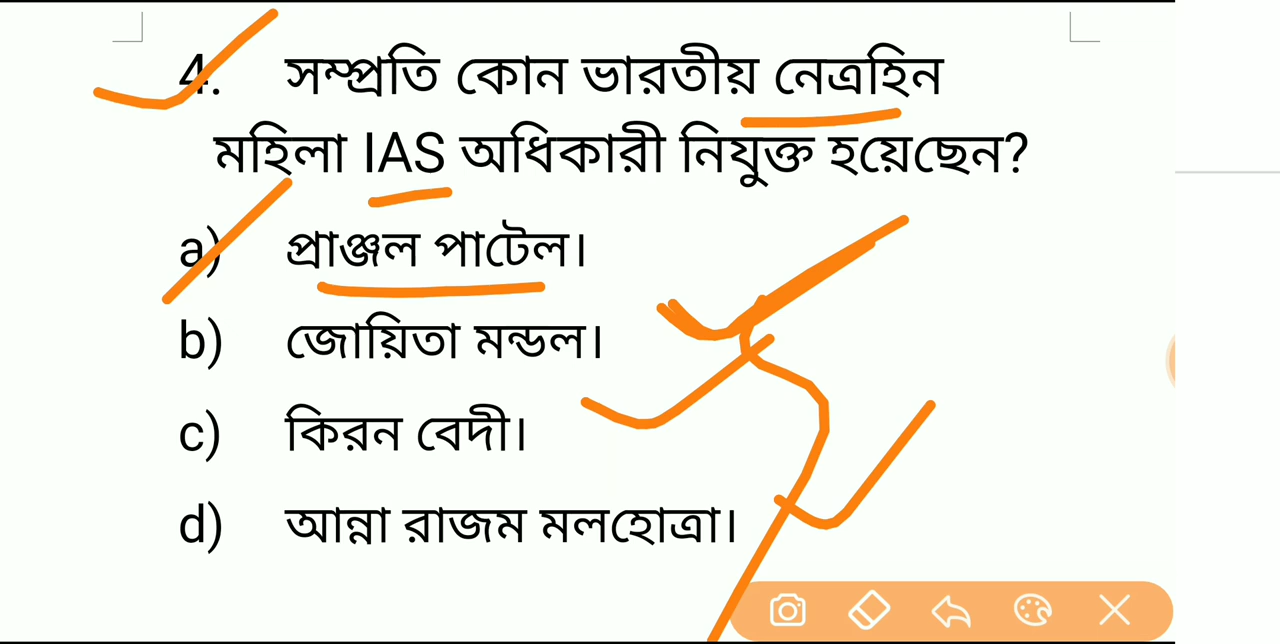 4. সম্প্রতি কোন ভারতীয় নেত্রহিন
মহিলা IAS অধিকারী নিযুক্ত হয়েছেন?
a) প্রাঞ্জল পাটেল।
b) জোয়িতা মন্ডল।
c) কিরন বেদী।
d) আন্না রাজম মলহোত্রা।